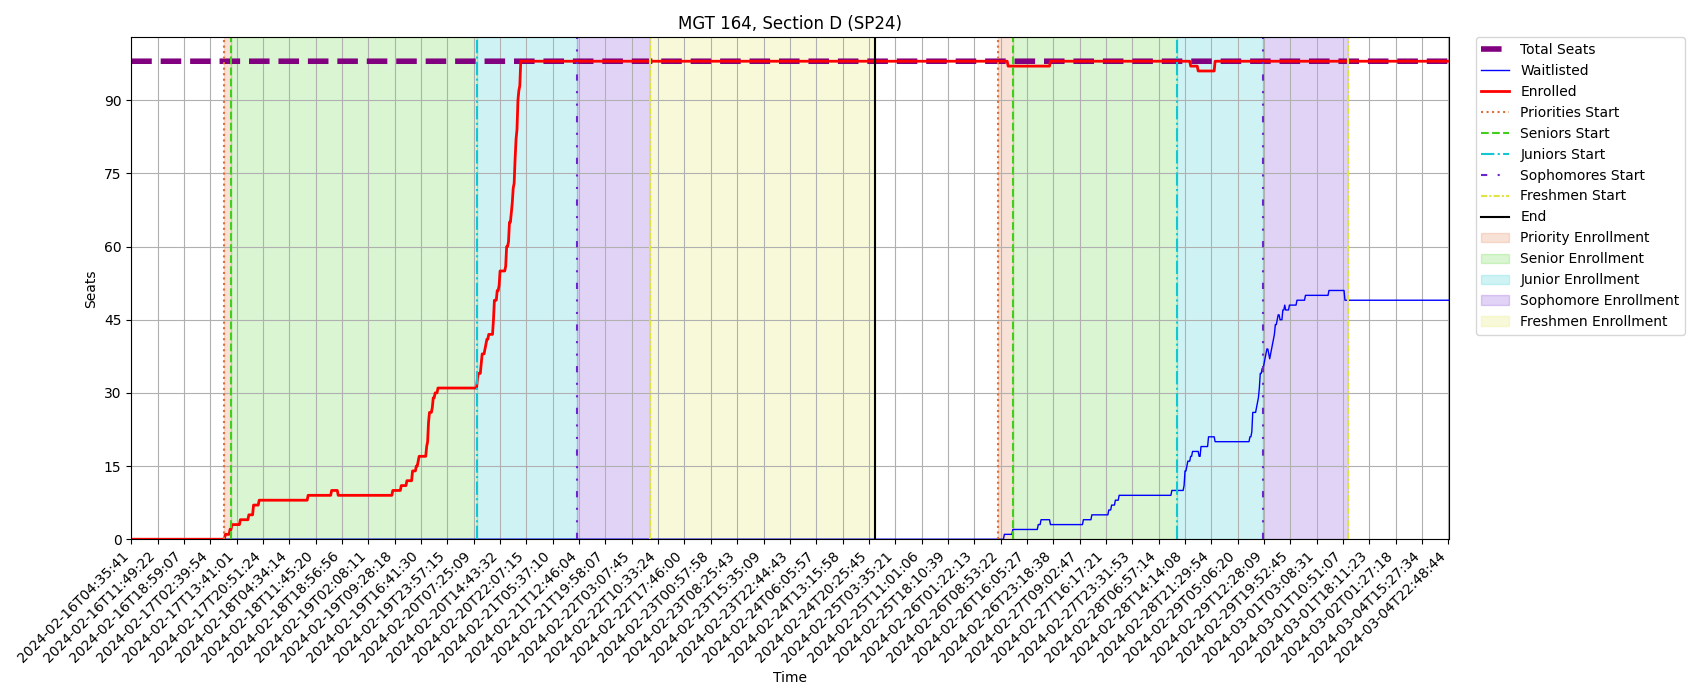 MGT 164, Section D (SP24)
Seats
90
75
60
45
30
15
0
2024-02-16T04:35:41
2024-02-16T11:49:22
2024-02-16T18:59:07
2024-02-17T02:39:54
2024-02-17T13:41:01
2024-02-17T20:51:24
2024-02-18T04:34:14
2024-02-18T11:45:20
2024-02-18T18:56:56
2024-02-19T02:08:11
2024-02-19T09:28:18
2024-02-19T16:41:30
2024-02-19T23:57:15
2024-02-20T07:25:09
2024-02-20T14:43:32
2024-02-20T22:07:15
2024-02-21T05:37:10
2024-02-21T12:46:04
2024-02-21T19:58:07
2024-02-22T03:07:45
2024-02-22T10:33:24
2024-02-22T17:46:00
2024-02-23T00:57:58
2024-02-23T08:25:43
2024-02-23T15:35:09
2024-02-23T22:44:43
2024-02-24T06:05:57
2024-02-24T13:15:58
2024-02-24T20:25:45
2024-02-25T03:35:21
2024-02-25T11:01:06
2024-02-25T18:10:39
2024-02-26T01:22:13
2024-02-26T08:53:22
2024-02-26T16:05:27
2024-02-26T23:18:38
2024-02-27T09:02:47
2024-02-27T16:17:21
2024-02-27T23:31:53
2024-02-28T06:57:14
2024-02-28T14:14:08
2024-02-28T21:29:54
2024-02-29T05:06:20
2024-02-29T12:28:09
2024-02-29T19:52:45
2024-03-01T03:08:31
2024-03-01T10:51:07
2024-03-01T18:11:23
2024-03-02T01:27:18
2024-03-04T15:27:34
2024-03-04T22:48:44
Time
Total Seats
Waitlisted
Enrolled
Priorities Start
Seniors Start
Juniors Start
Sophomores Start
Freshmen Start
End
Priority Enrollment
Senior Enrollment
Junior Enrollment
Sophomore Enrollment
Freshmen Enrollment